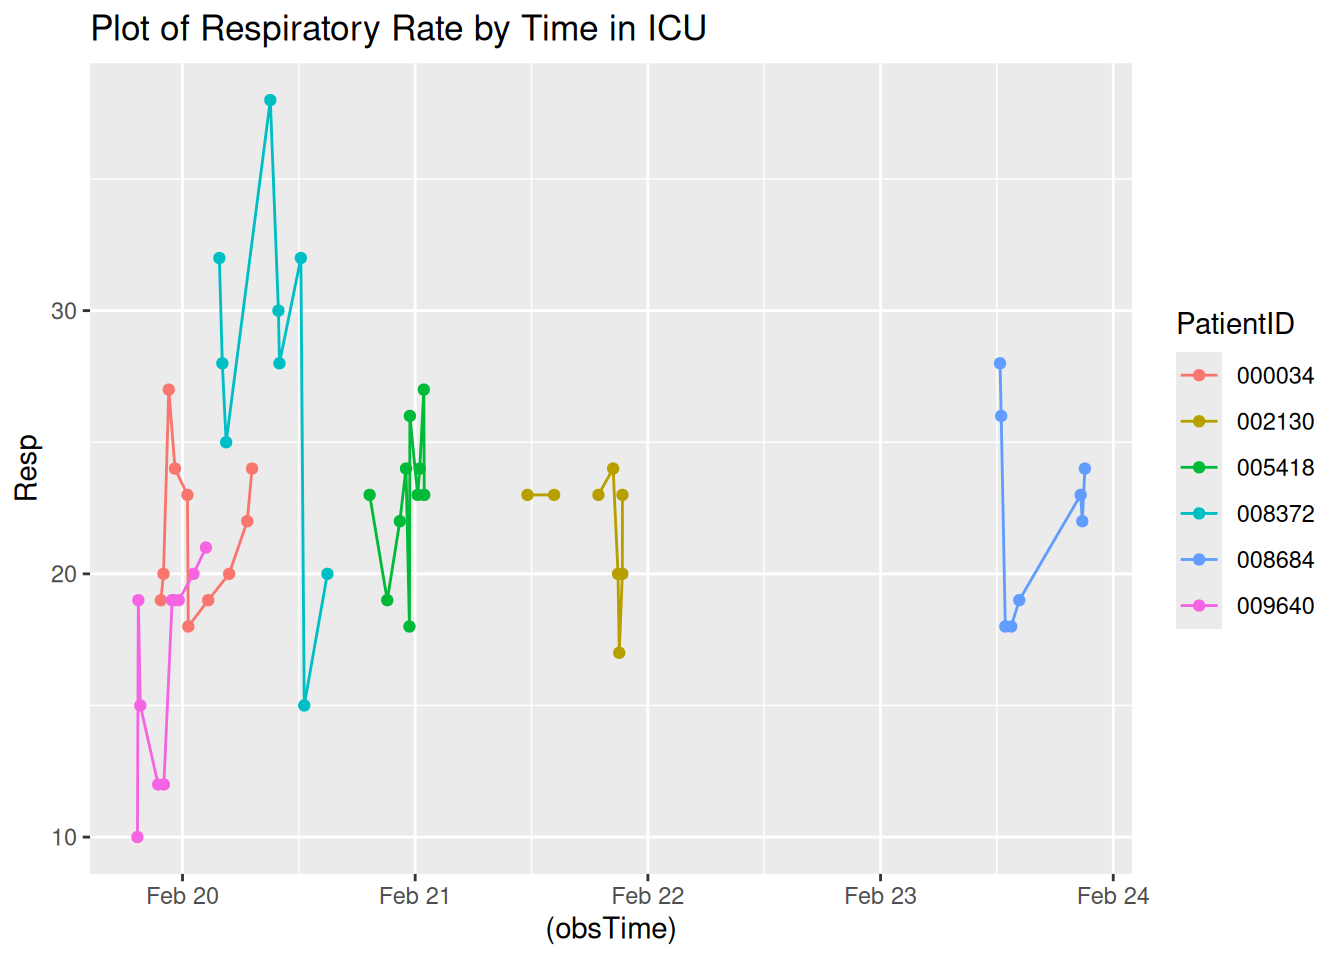 Plot of Respiratory Rate by Time in ICU
Resp
30
20
10
Feb 20
Feb 21
Feb 22
Feb 23
Feb 24
(obsTime)
PatientID
000034
002130
005418
008372
008684
009640